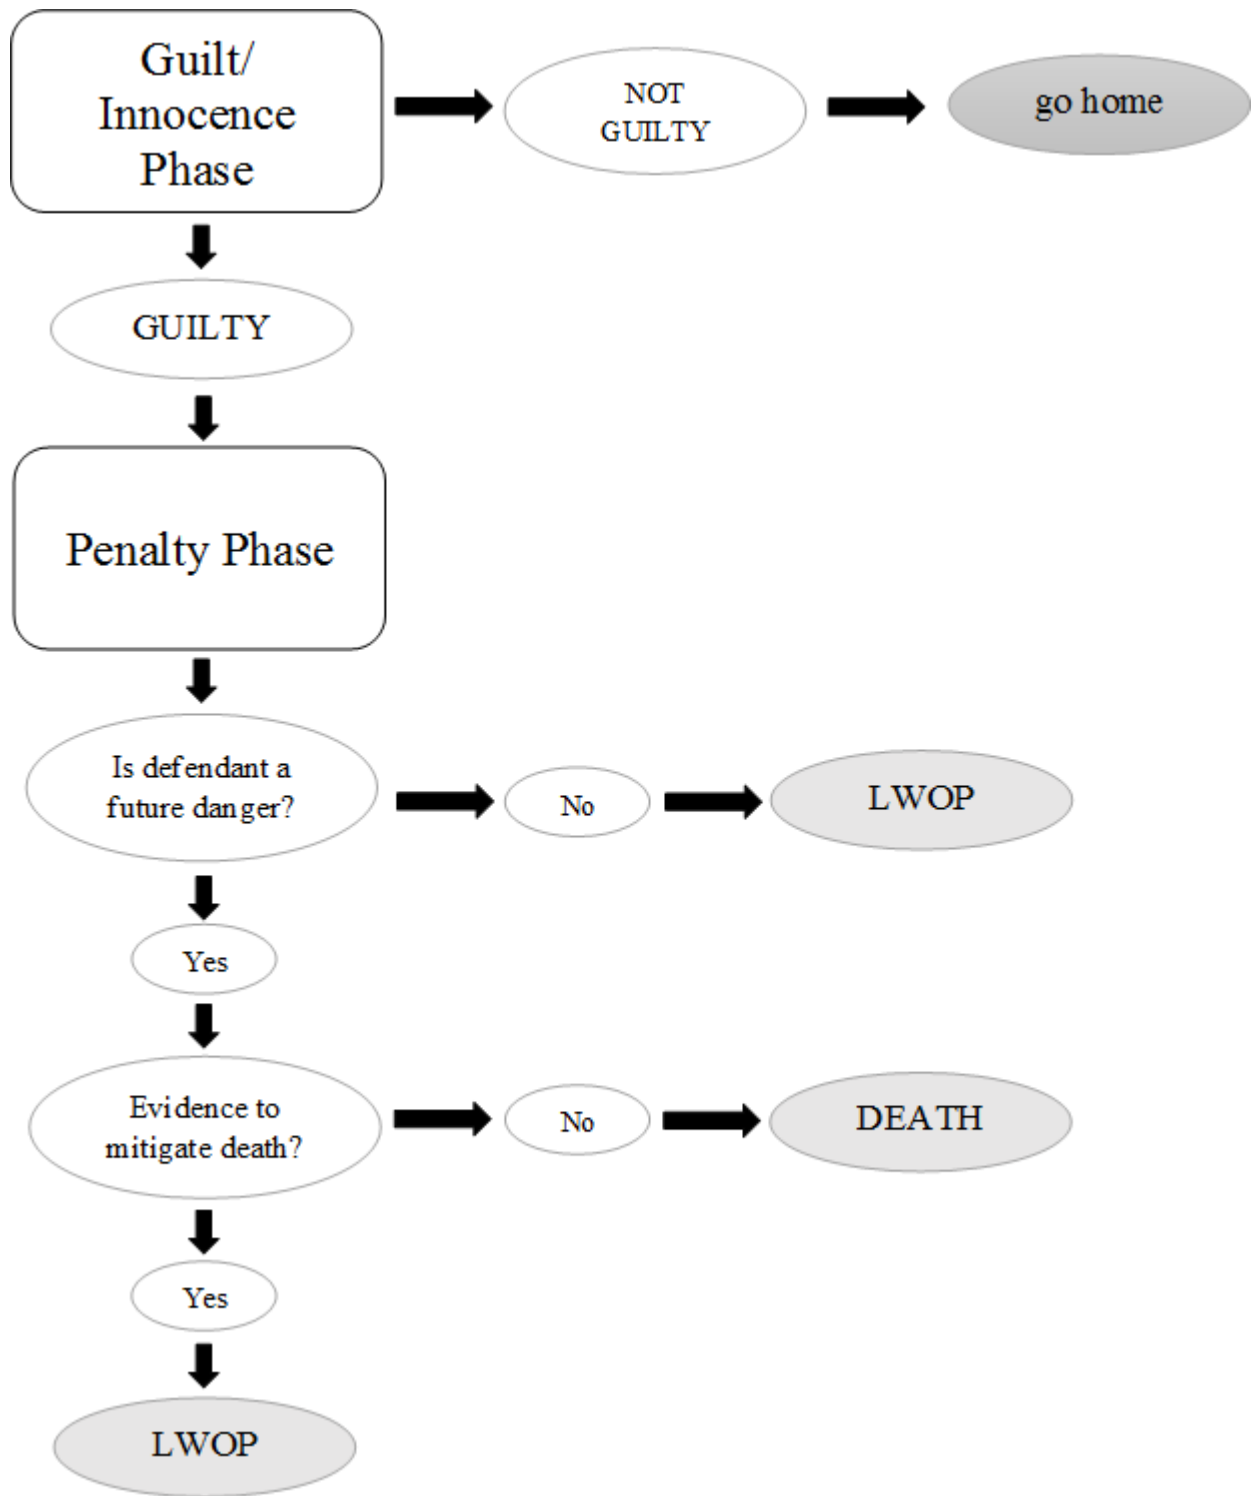 Guilt/
Innocence
Phase
NOT
GUILTY
go home
GUILTY
Penalty Phase
Is defendant a
future danger?
No
LWOP
Yes
Evidence to
mitigate death?
No
DEATH
Yes
LWOP